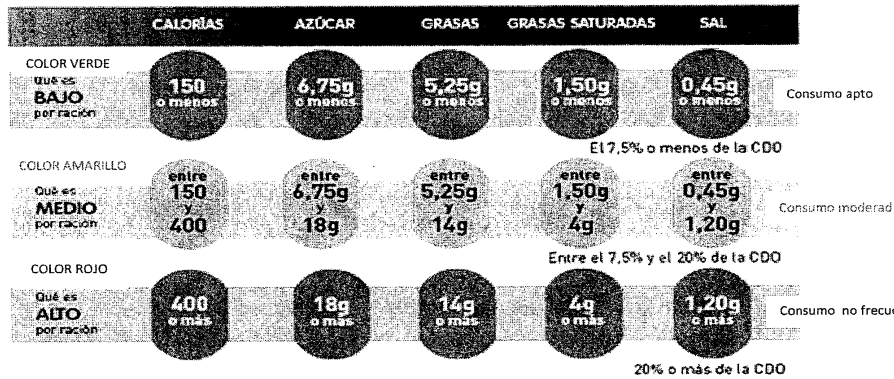 CALORÍAS AZÚCAR GRASAS GRASAS SATURADAS SAL
COLOR VERDE
Qué es
BAJO
por ración
150
o menos
6,75g
o menos
5,25g
o menos
1,50g
o menos
0,45g
o menos
Consumo apto
El 7,5% o menos de la CDO
COLOR AMARILLO
Qué es
MEDIO
por ración
entre
150
y
400
entre
6,75g
y
18g
entre
5,25g
y
14g
entre
1,50g
y
4g
entre
0,45g
y
1,20g
Consumo moderad
Entre el 7,5% y el 20% de la CDO
COLOR ROJO
Qué es
ALTO
por ración
400
o más
18g
o más
14g
o más
4g
o más
1,20g
o más
Consumo no frecue
20% o más de la CDO